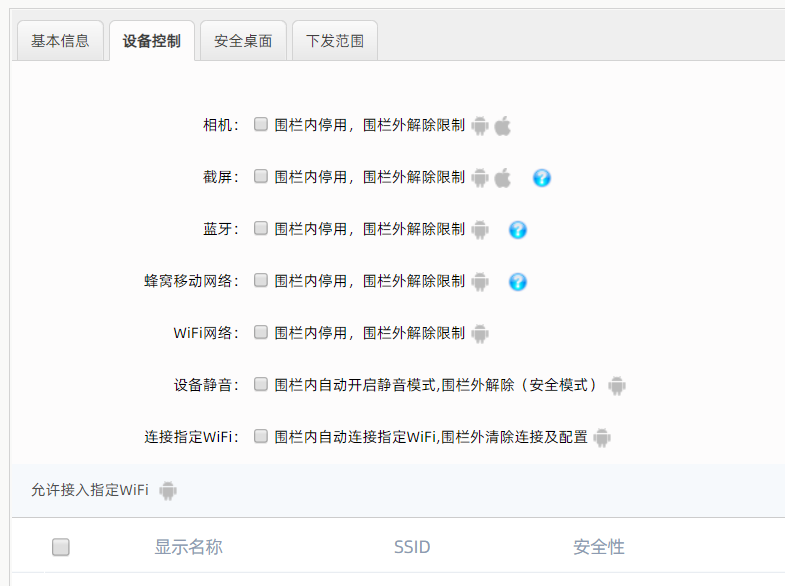 基本信息 设备控制 安全桌面 下发范围
相机： 围栏内停用，围栏外解除限制
截屏： 围栏内停用，围栏外解除限制
蓝牙： 围栏内停用，围栏外解除限制
蜂窝移动网络： 围栏内停用，围栏外解除限制
WiFi网络： 围栏内停用，围栏外解除限制
设备静音： 围栏内自动开启静音模式,围栏外解除（安全模式）
连接指定WiFi： 围栏内自动连接指定WiFi,围栏外清除连接及配置
允许接入指定WiFi
显示名称 SSID 安全性